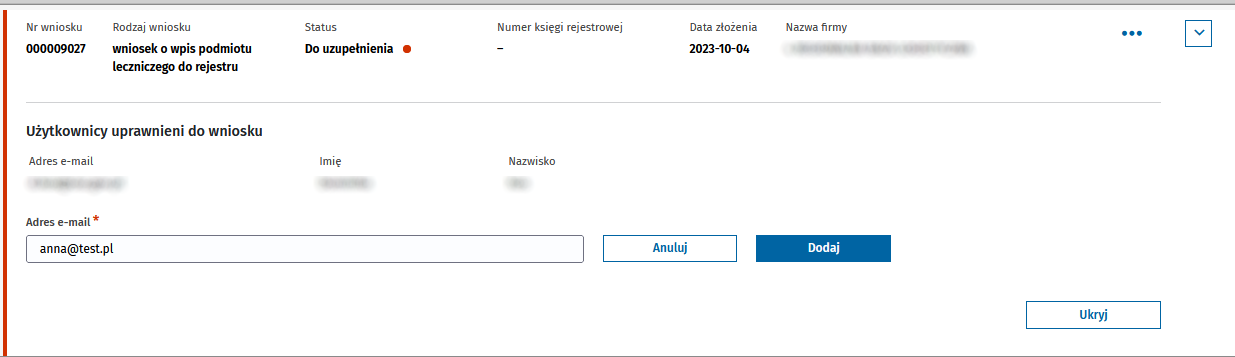 Nr wniosku Rodzaj wniosku Status Numer księgi rejestrowej Data złożenia Nazwa firmy
000009027 wniosek o wpis podmiotu Do uzupełnienia – 2023-10-04
leczniczego do rejestru
Użytkownicy uprawnieni do wniosku
Adres e-mail Imię Nazwisko
Adres e-mail *
anna@test.pl Anuluj Dodaj
Ukryj